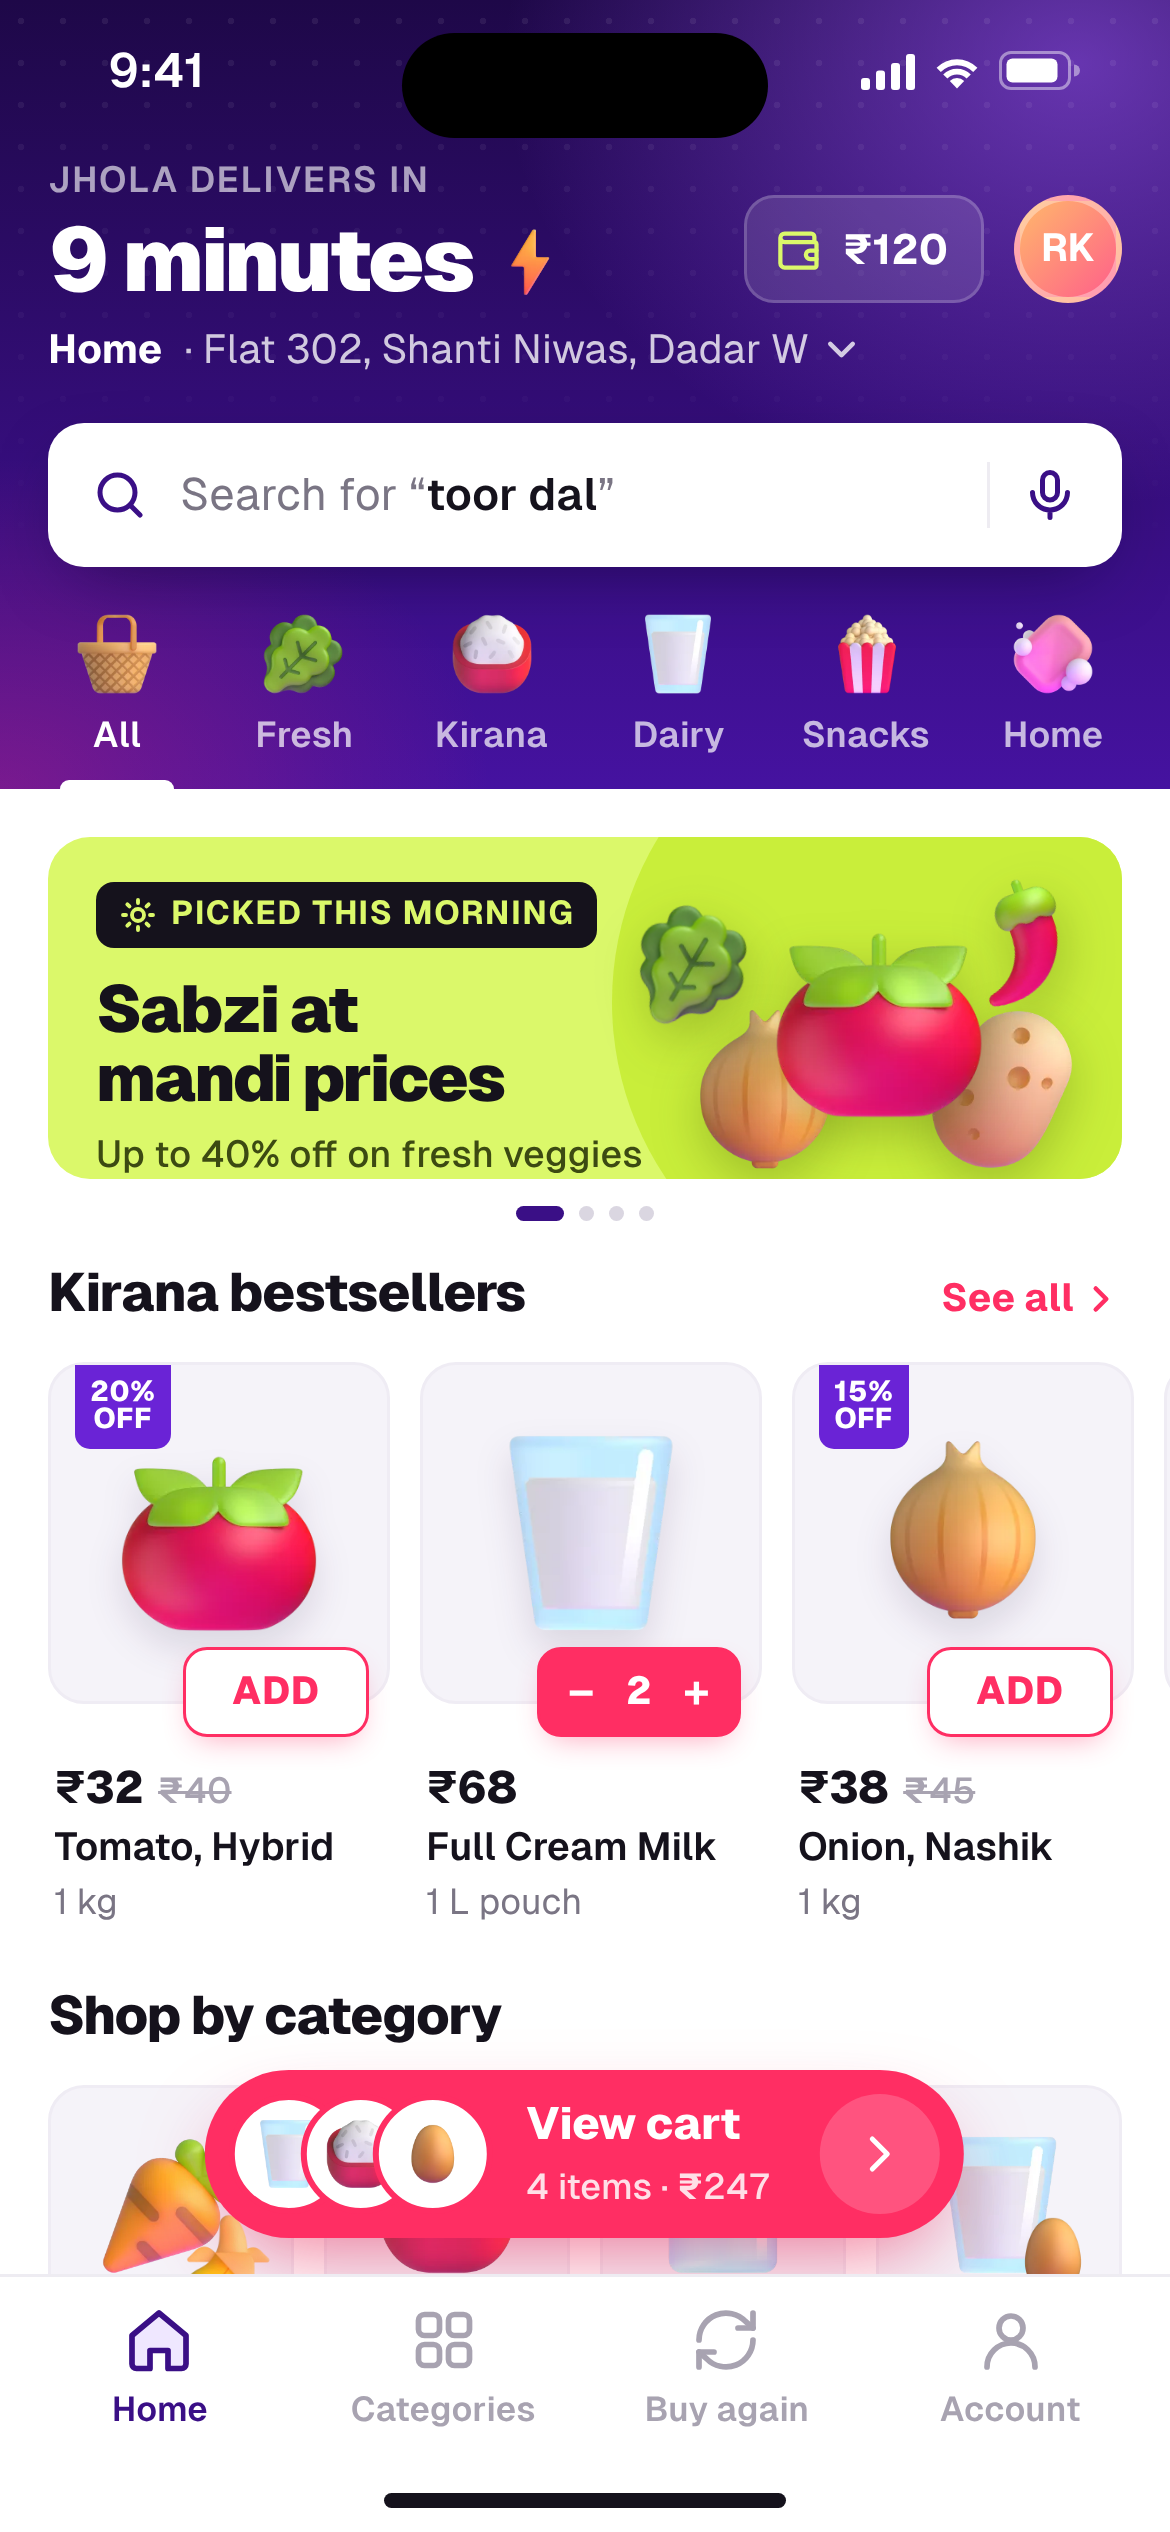 9:41
JHOLA DELIVERS IN
9 minutes
₹120
RK
Home · Flat 302, Shanti Niwas, Dadar W
Search for “toor dal”
All
Fresh
Kirana
Dairy
Snacks
Home
PICKED THIS MORNING
Sabzi at
mandi prices
Up to 40% off on fresh veggies
Kirana bestsellers
See all
20%
OFF
15%
OFF
ADD
− 2 +
ADD
₹32 ₹40
₹68
₹38 ₹45
Tomato, Hybrid
Full Cream Milk
Onion, Nashik
1 kg
1 L pouch
1 kg
Shop by category
View cart
4 items · ₹247
Home
Categories
Buy again
Account